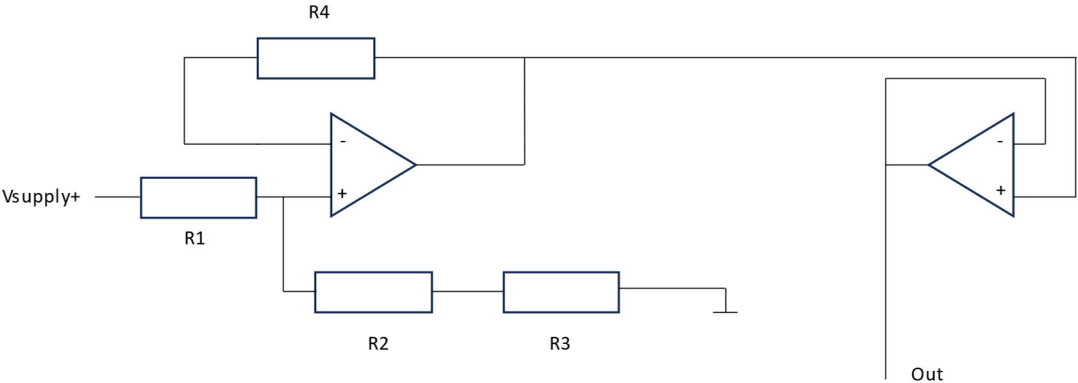 R4
-
-
+
+
Vsupply+
R1
R2
R3
Out